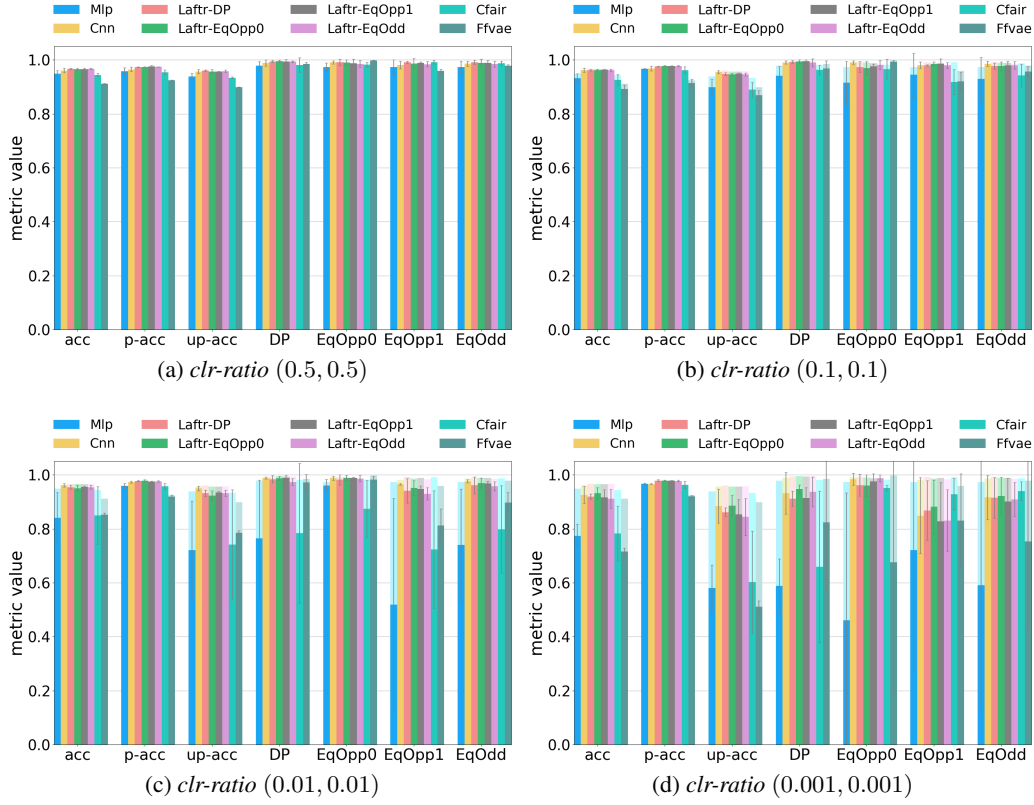 Mlp Laftr-DP Laftr-EqOpp1 Cfair
Cnn Laftr-EqOpp0 Laftr-EqOdd Ffvae
metric value
1.0
0.8
0.6
0.4
0.2
0.0
acc p-acc up-acc DP EqOpp0 EqOpp1 EqOdd
(a) clr-ratio (0.5, 0.5)
Mlp Laftr-DP Laftr-EqOpp1 Cfair
Cnn Laftr-EqOpp0 Laftr-EqOdd Ffvae
metric value
1.0
0.8
0.6
0.4
0.2
0.0
acc p-acc up-acc DP EqOpp0 EqOpp1 EqOdd
(b) clr-ratio (0.1, 0.1)
Mlp Laftr-DP Laftr-EqOpp1 Cfair
Cnn Laftr-EqOpp0 Laftr-EqOdd Ffvae
metric value
1.0
0.8
0.6
0.4
0.2
0.0
acc p-acc up-acc DP EqOpp0 EqOpp1 EqOdd
(c) clr-ratio (0.01, 0.01)
Mlp Laftr-DP Laftr-EqOpp1 Cfair
Cnn Laftr-EqOpp0 Laftr-EqOdd Ffvae
metric value
1.0
0.8
0.6
0.4
0.2
0.0
acc p-acc up-acc DP EqOpp0 EqOpp1 EqOdd
(d) clr-ratio (0.001, 0.001)